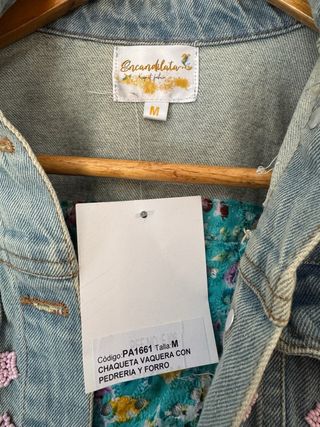 Encandilata
M
Código:PA1661 Talla:M
CHAQUETA VAQUERA CON
PEDRERIA Y FORRO